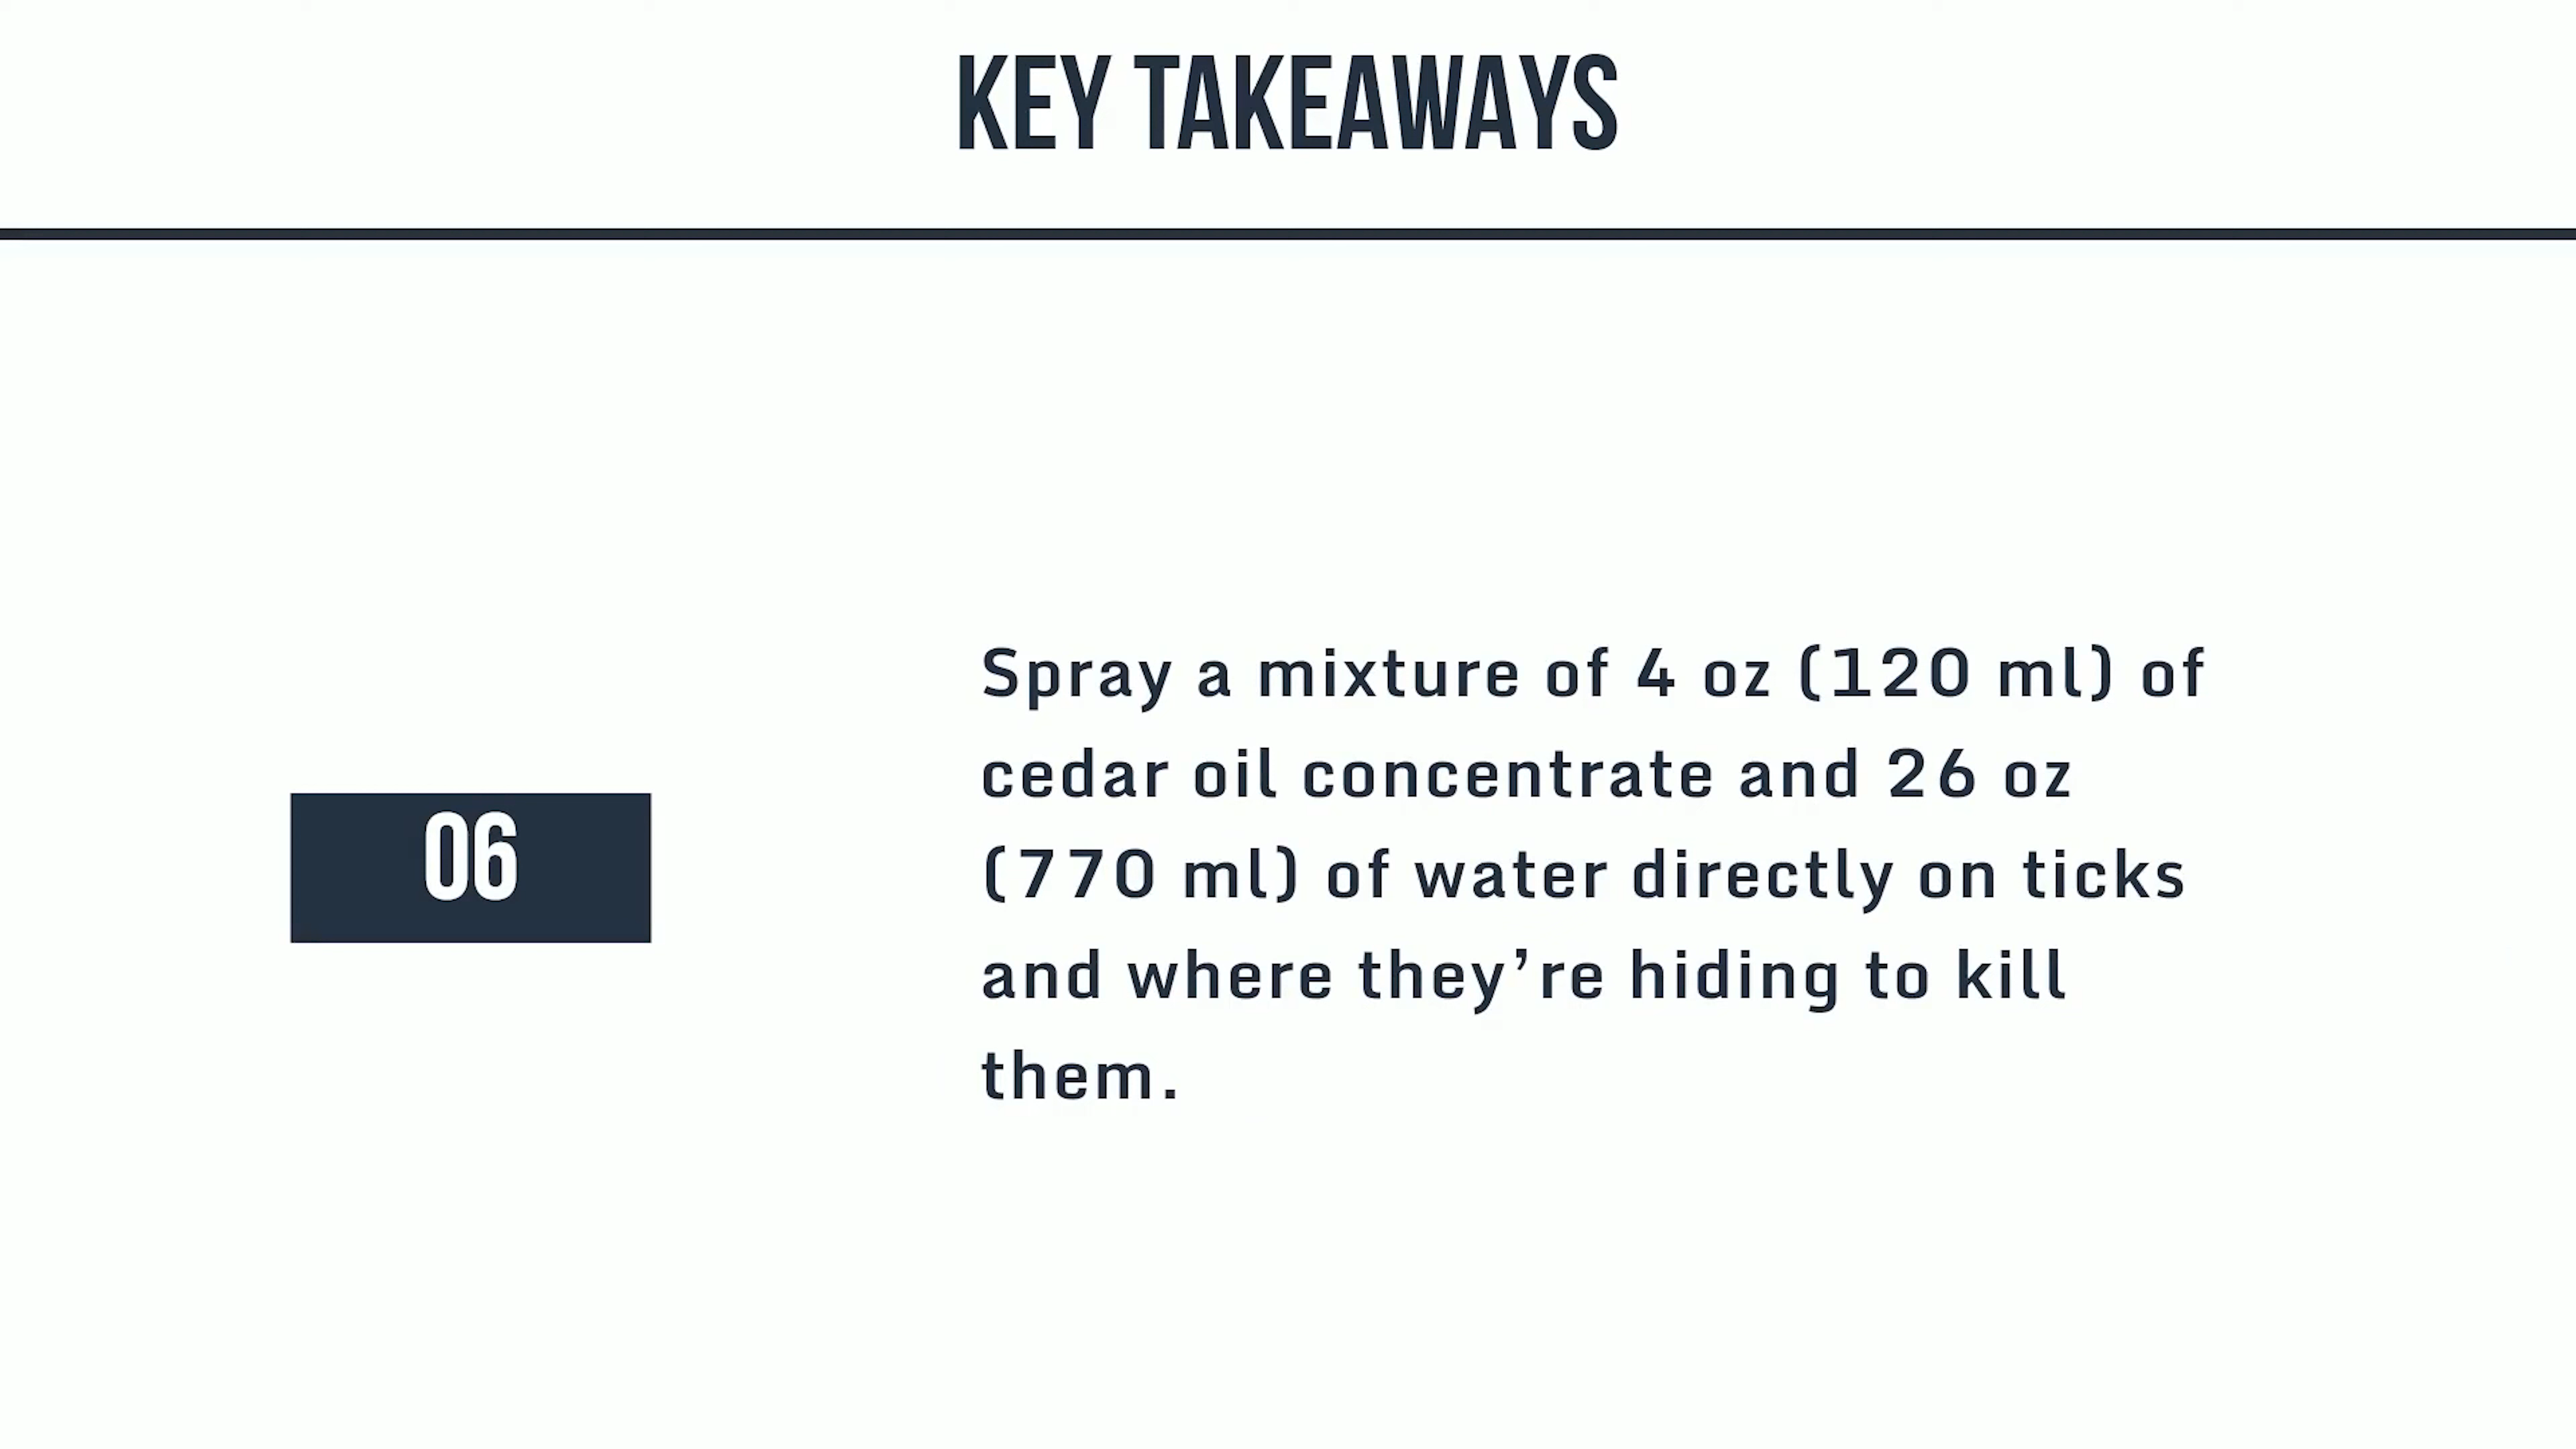 KEY TAKEAWAYS
06
Spray a mixture of 4 oz (120 ml) of
cedar oil concentrate and 26 oz
(770 ml) of water directly on ticks
and where they’re hiding to kill
them.